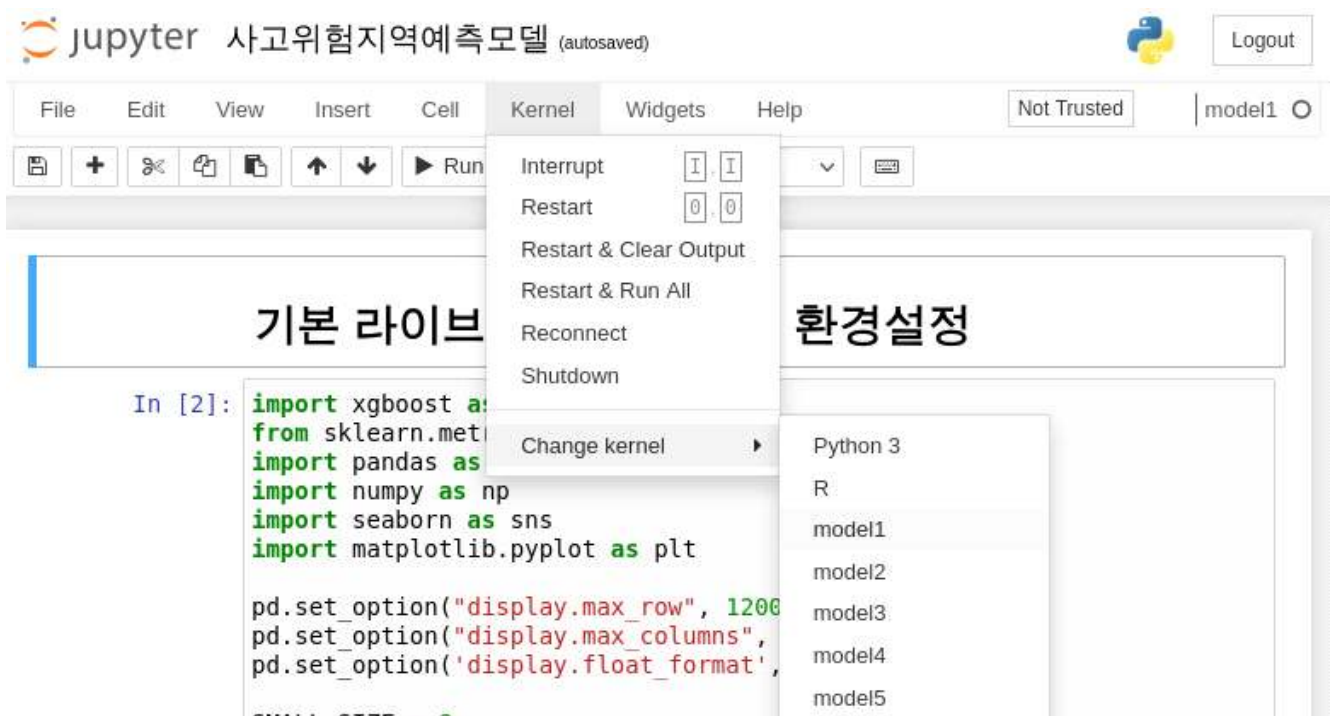 jupyter 사고위험지역예측모델 (autosaved)
Logout
File Edit View Insert Cell Kernel Widgets Help
Not Trusted
model1
Run
Interrupt I,I
Restart 0,0
Restart & Clear Output
Restart & Run All
Reconnect
Shutdown
Change kernel
Python 3
R
model1
model2
model3
model4
model5
기본 라이브 환경설정
In [2]:
import xgboost as
from sklearn.metr
import pandas as
import numpy as np
import seaborn as sns
import matplotlib.pyplot as plt
pd.set_option("display.max_row", 1200
pd.set_option("display.max_columns",
pd.set_option('display.float_format',